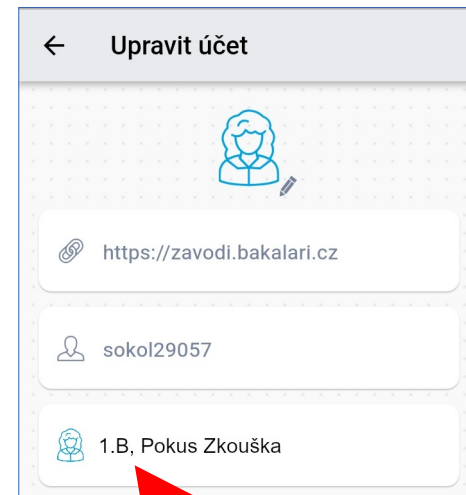 Upravit účet
https://zavodi.bakalari.cz
sokol29057
1.B, Pokus Zkouška